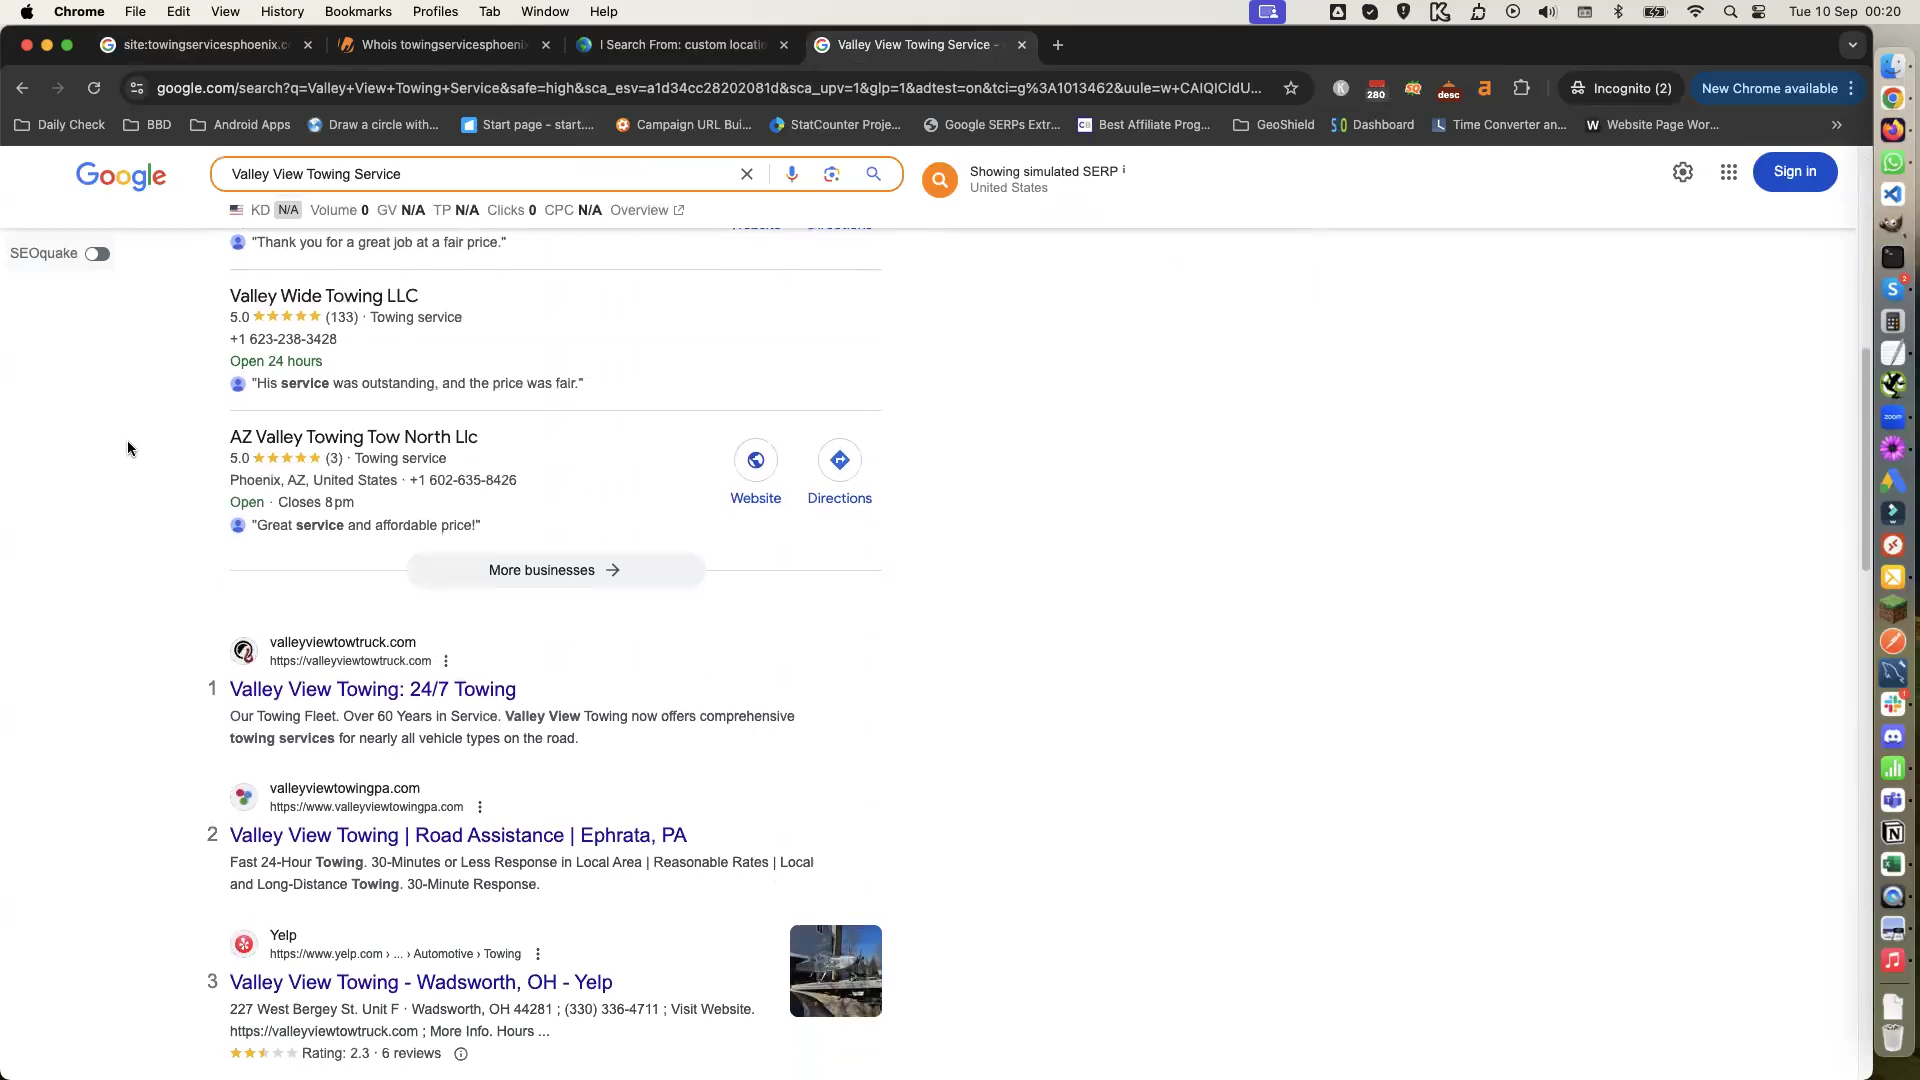 Chrome File Edit View History Bookmarks Profiles Tab Window Help Tue 10 Sep 00:20
site:towingservicesphoenix.c Whois towingservicesphoeni I Search From: custom locatio Valley View Towing Service -
google.com/search?q=Valley+View+Towing+Service&safe=high&sca_esv=a1d34cc28202081d&sca_upv=1&glp=1&adtest=on&tci=g%3A1013462&uule=w+CAIQICIdU... 280 desc Incognito (2) New Chrome available
Daily Check BBD Android Apps Draw a circle with... Start page – start.... Campaign URL Bui... StatCounter Proje... Google SERPs Extr... Best Affiliate Prog... GeoShield Dashboard Time Converter an... Website Page Wor... »
Google Valley View Towing Service Showing simulated SERP i
United States
Sign in
KD N/A Volume 0 GV N/A TP N/A Clicks 0 CPC N/A Overview
SEOquake
"Thank you for a great job at a fair price."
Valley Wide Towing LLC
5.0 (133) · Towing service
+1 623-238-3428
Open 24 hours
"His service was outstanding, and the price was fair."
AZ Valley Towing Tow North Llc
5.0 (3) · Towing service
Phoenix, AZ, United States · +1 602-635-8426
Open · Closes 8 pm
"Great service and affordable price!"
Website Directions
More businesses
valleyviewtowtruck.com
https://valleyviewtowtruck.com
1 Valley View Towing: 24/7 Towing
Our Towing Fleet. Over 60 Years in Service. Valley View Towing now offers comprehensive
towing services for nearly all vehicle types on the road.
valleyviewtowingpa.com
https://www.valleyviewtowingpa.com
2 Valley View Towing | Road Assistance | Ephrata, PA
Fast 24-Hour Towing. 30-Minutes or Less Response in Local Area | Reasonable Rates | Local
and Long-Distance Towing. 30-Minute Response.
Yelp
https://www.yelp.com › ... › Automotive › Towing
3 Valley View Towing - Wadsworth, OH - Yelp
227 West Bergey St. Unit F · Wadsworth, OH 44281 ; (330) 336-4711 ; Visit Website.
https://valleyviewtowtruck.com ; More Info. Hours ...
Rating: 2.3 · 6 reviews